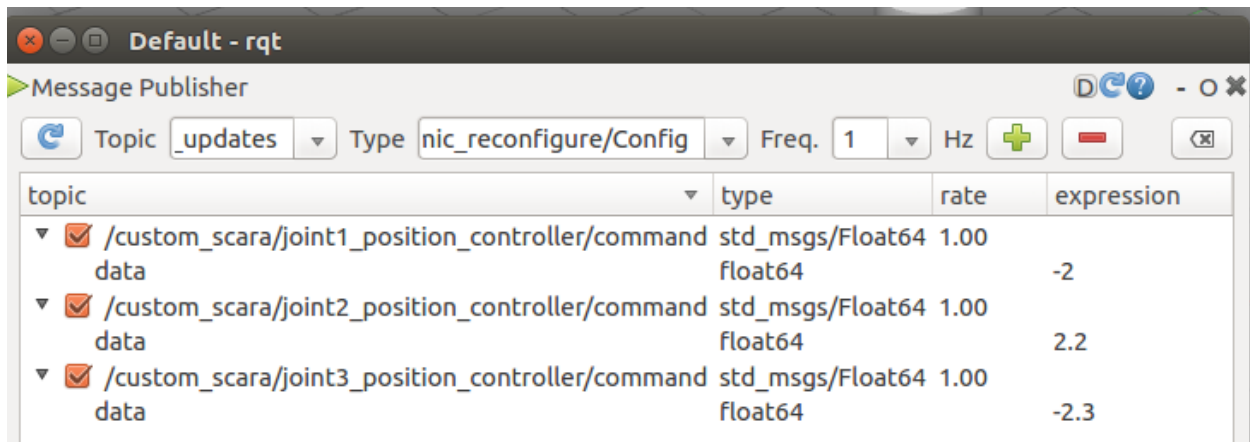 Default - rqt
Message Publisher D ? - O ✖
Topic _updates Type nic_reconfigure/Config Freq. 1 Hz
topic type rate expression
/custom_scara/joint1_position_controller/command std_msgs/Float64 1.00
data float64 -2
/custom_scara/joint2_position_controller/command std_msgs/Float64 1.00
data float64 2.2
/custom_scara/joint3_position_controller/command std_msgs/Float64 1.00
data float64 -2.3